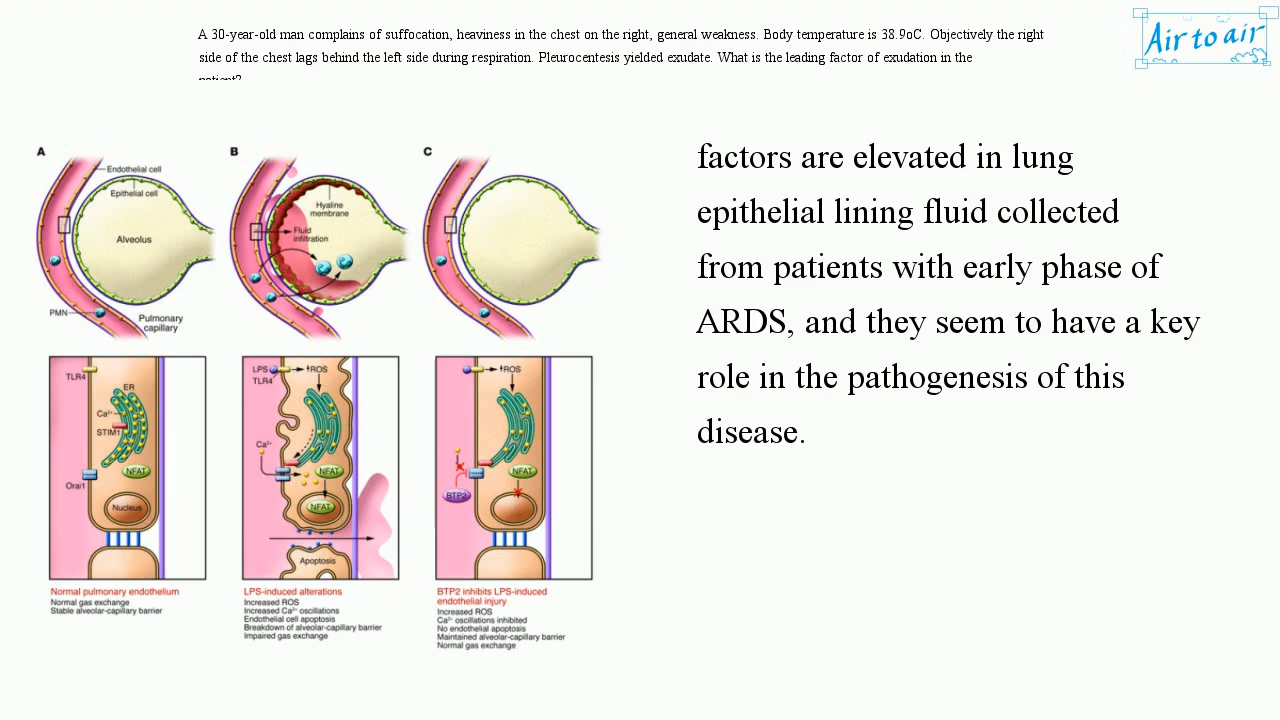 A 30-year-old man complains of suffocation, heaviness in the chest on the right, general weakness. Body temperature is 38.9oC. Objectively the right
side of the chest lags behind the left side during respiration. Pleurocentesis yielded exudate. What is the leading factor of exudation in the
patient?
Air to air
factors are elevated in lung
epithelial lining fluid collected
from patients with early phase of
ARDS, and they seem to have a key
role in the pathogenesis of this
disease.
A
Endothelial cell
Epithelial cell
Alveolus
PMN
Pulmonary
capillary
B
Hyaline
membrane
Fluid
infiltration
C
TLR4
ER
Ca2+
STIM1
NFAT
Orai1
Nucleus
LPS
TLR4
↑ROS
Ca2+
NFAT
NFAT
Apoptosis
↑ROS
NFAT
BTP2
Normal pulmonary endothelium
Normal gas exchange
Stable alveolar-capillary barrier
LPS-induced alterations
Increased ROS
Increased Ca2+ oscillations
Endothelial cell apoptosis
Breakdown of alveolar-capillary barrier
Impaired gas exchange
BTP2 inhibits LPS-induced
endothelial injury
Increased ROS
Ca2+ oscillations inhibited
No endothelial apoptosis
Maintained alveolar-capillary barrier
Normal gas exchange